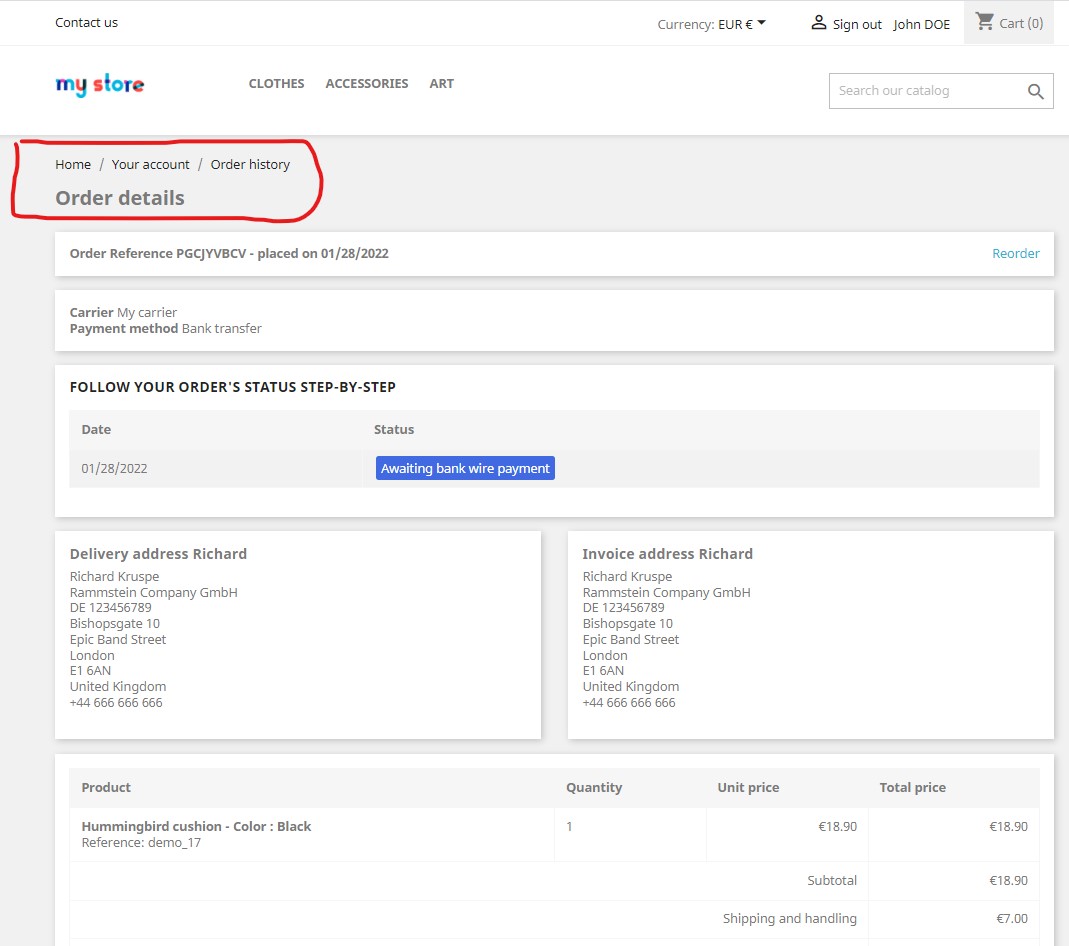 Contact us
Currency: EUR €
Sign out
John DOE
Cart (0)
my store
CLOTHES
ACCESSORIES
ART
Search our catalog
Home / Your account / Order history
Order details
Order Reference PGCJYVBCV - placed on 01/28/2022
Reorder
Carrier My carrier
Payment method Bank transfer
FOLLOW YOUR ORDER'S STATUS STEP-BY-STEP
Date Status
01/28/2022 Awaiting bank wire payment
Delivery address Richard
Richard Kruspe
Rammstein Company GmbH
DE 123456789
Bishopsgate 10
Epic Band Street
London
E1 6AN
United Kingdom
+44 666 666 666
Invoice address Richard
Richard Kruspe
Rammstein Company GmbH
DE 123456789
Bishopsgate 10
Epic Band Street
London
E1 6AN
United Kingdom
+44 666 666 666
Product Quantity Unit price Total price
Hummingbird cushion - Color : Black 1 €18.90 €18.90
Reference: demo_17
Subtotal €18.90
Shipping and handling €7.00